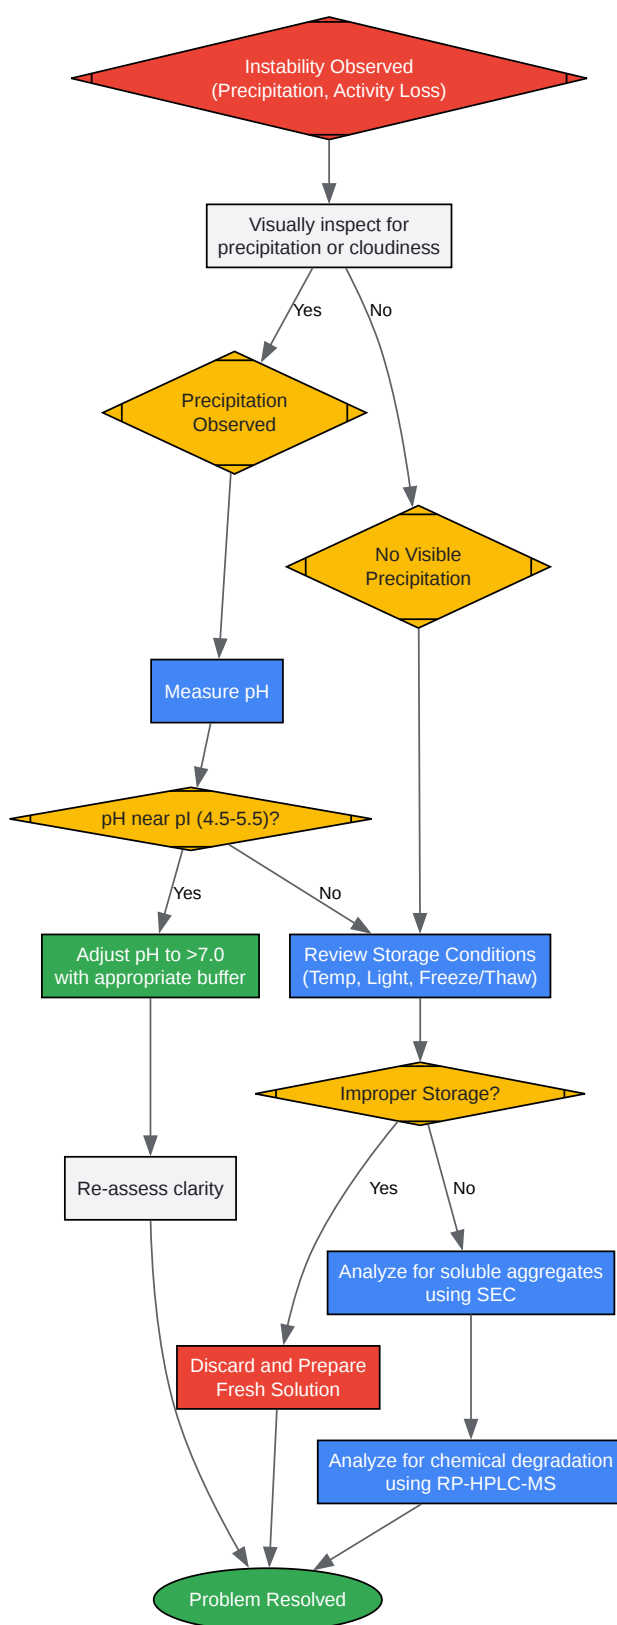 Instability Observed
(Precipitation, Activity Loss)
Visually inspect for
precipitation or cloudiness
Yes
No
Precipitation
Observed
No Visible
Precipitation
Measure pH
pH near pI (4.5-5.5)?
Yes
No
Adjust pH to >7.0
with appropriate buffer
Review Storage Conditions
(Temp, Light, Freeze/Thaw)
Improper Storage?
Yes
No
Re-assess clarity
Analyze for soluble aggregates
using SEC
Discard and Prepare
Fresh Solution
Analyze for chemical degradation
using RP-HPLC-MS
Problem Resolved